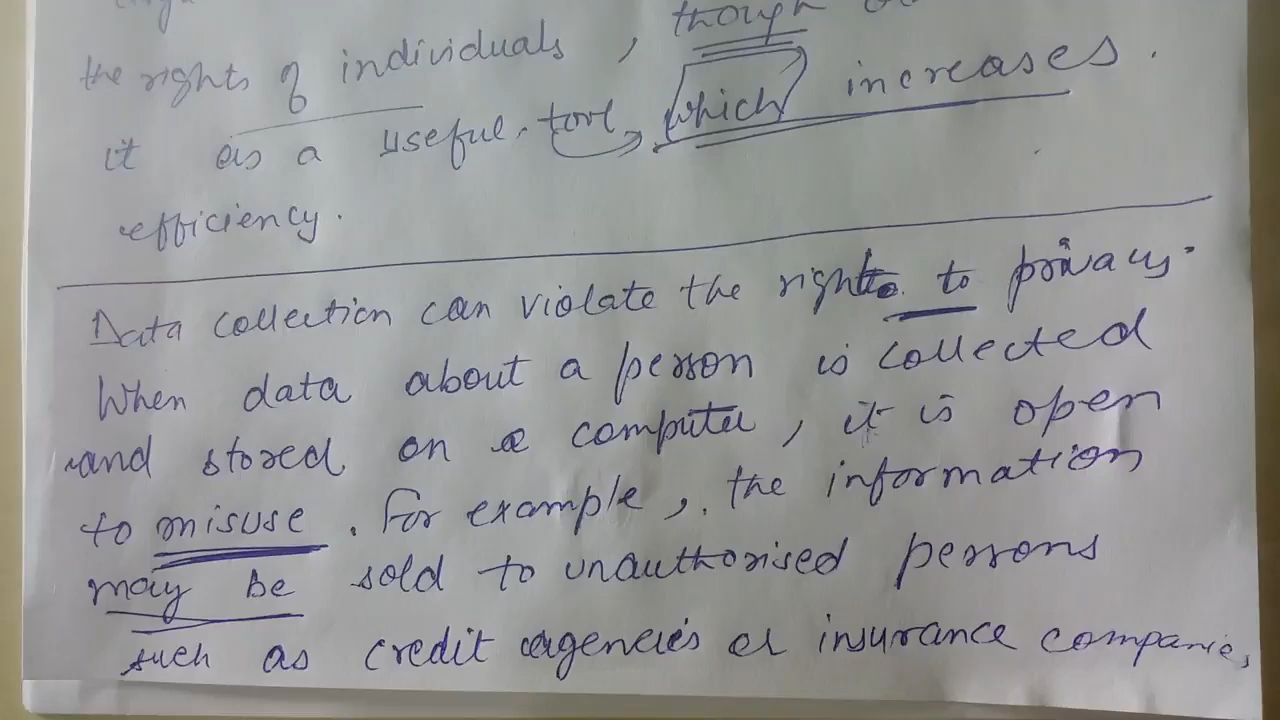 the rights of individuals, though
it as a useful tool, which increases.
efficiency.
Data collection can violate the right to privacy.
When data about a person is collected
and stored on a computer, it is open
to misuse. For example, the information
may be sold to unauthorised persons
such as credit agencies or insurance companies